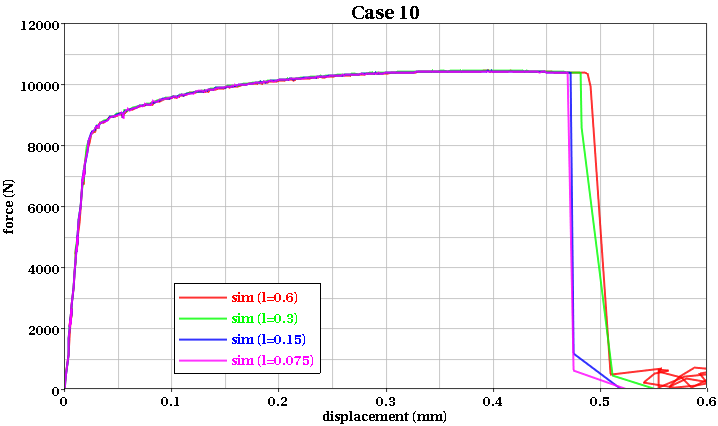 Case 10
12000
10000
8000
6000
4000
2000
0
force (N)
sim (l=0.6)
sim (l=0.3)
sim (l=0.15)
sim (l=0.075)
0 0.1 0.2 0.3 0.4 0.5 0.6
displacement (mm)